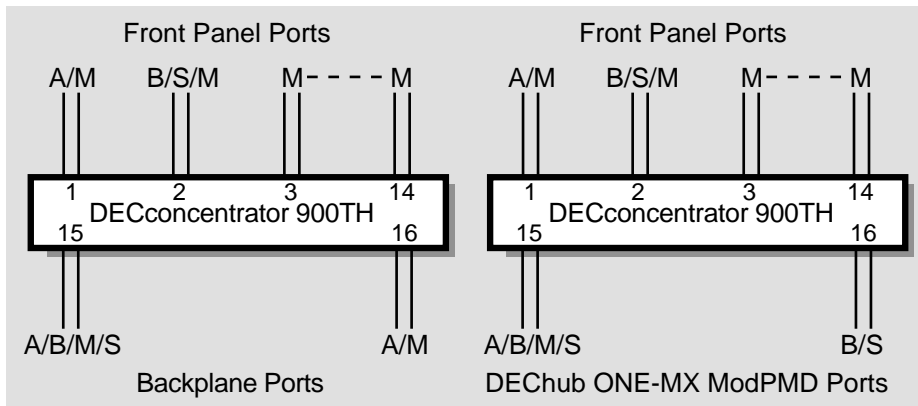 Front Panel Ports Front Panel Ports
A/M B/S/M M M A/M B/S/M M M
1 2 3 14 1 2 3 14
DECconcentrator 900TH DECconcentrator 900TH
15 16 15 16
A/B/M/S A/M A/B/M/S B/S
Backplane Ports DEChub ONE-MX ModPMD Ports